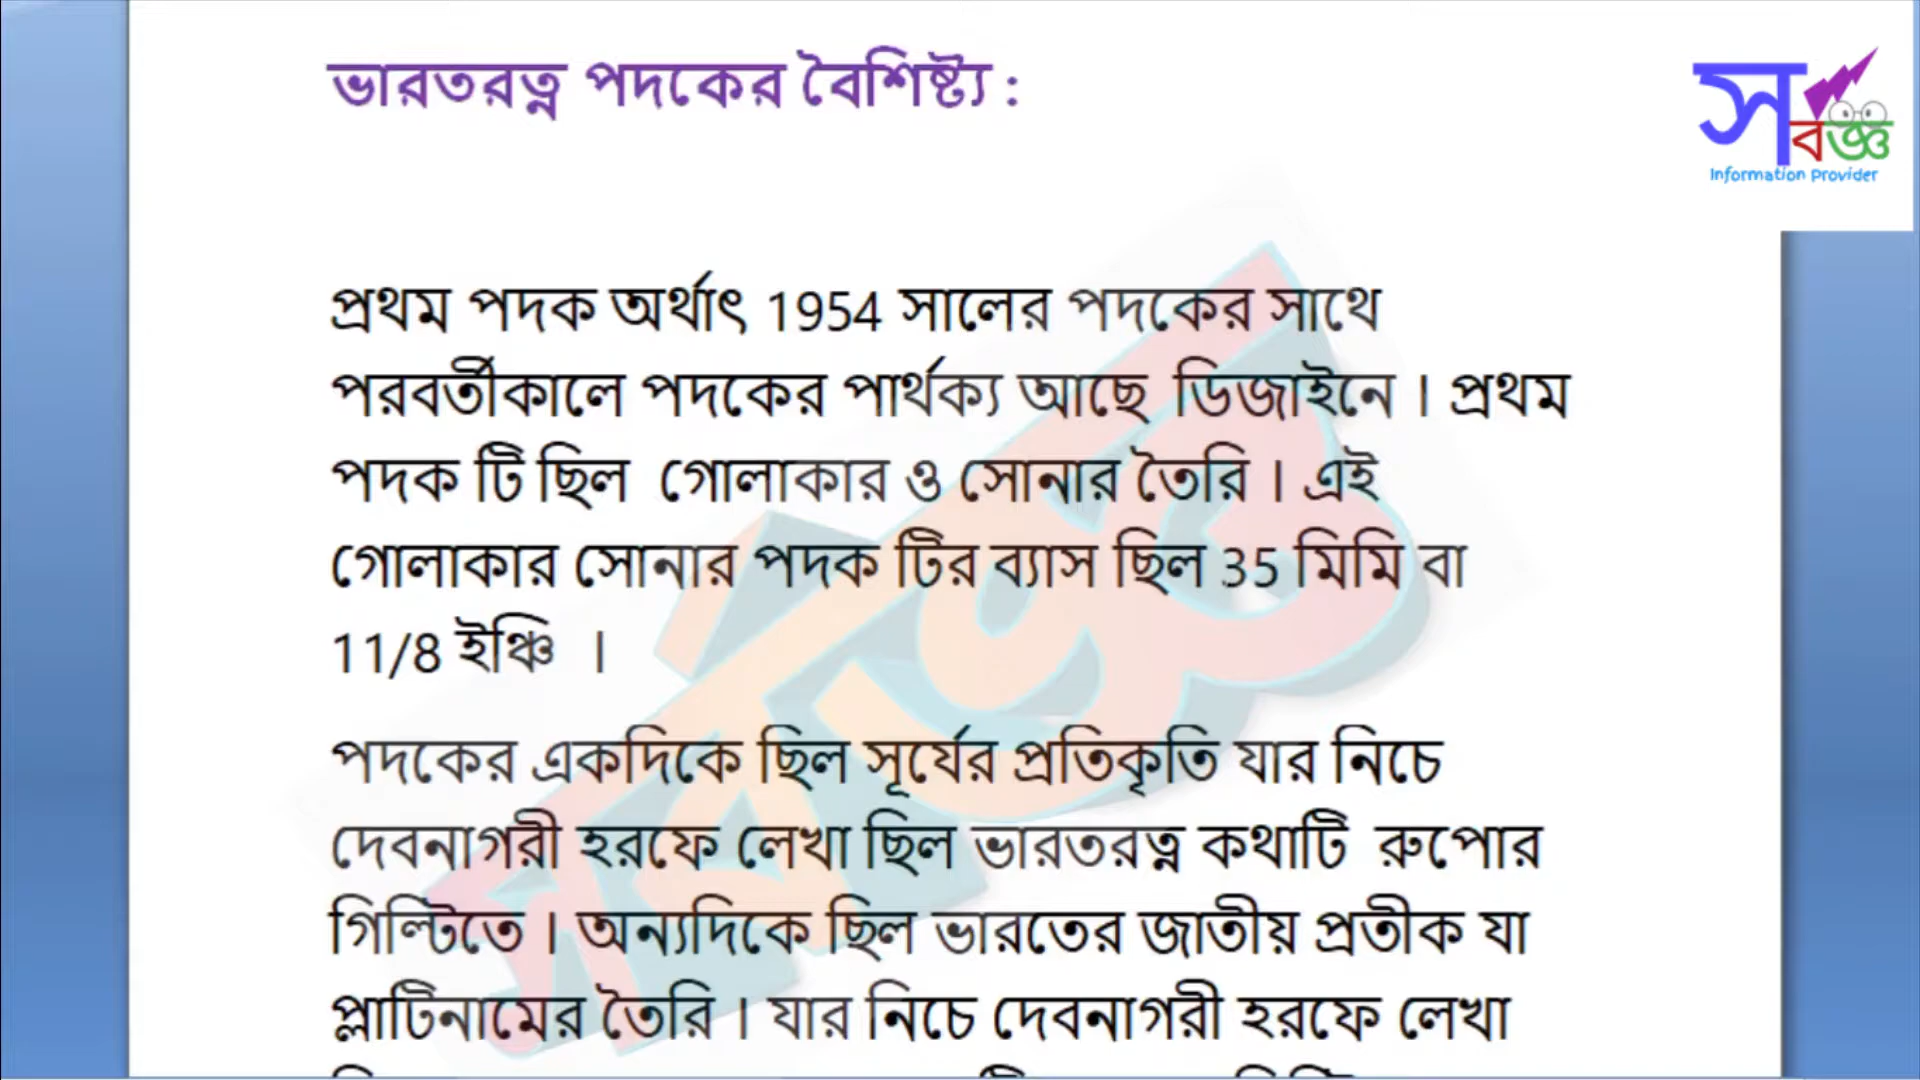 ভারতরত্ন পদকের বৈশিষ্ট্য :
সবজ্ঞ
Information Provider
প্রথম পদক অর্থাৎ 1954 সালের পদকের সাথে
পরবর্তীকালে পদকের পার্থক্য আছে ডিজাইনে । প্রথম
পদক টি ছিল গোলাকার ও সোনার তৈরি । এই
গোলাকার সোনার পদক টির ব্যাস ছিল 35 মিমি বা
11/8 ইঞ্চি ।
পদকের একদিকে ছিল সূর্যের প্রতিকৃতি যার নিচে
দেবনাগরী হরফে লেখা ছিল ভারতরত্ন কথাটি রুপোর
গিল্টিতে । অন্যদিকে ছিল ভারতের জাতীয় প্রতীক যা
প্লাটিনামের তৈরি । যার নিচে দেবনাগরী হরফে লেখা